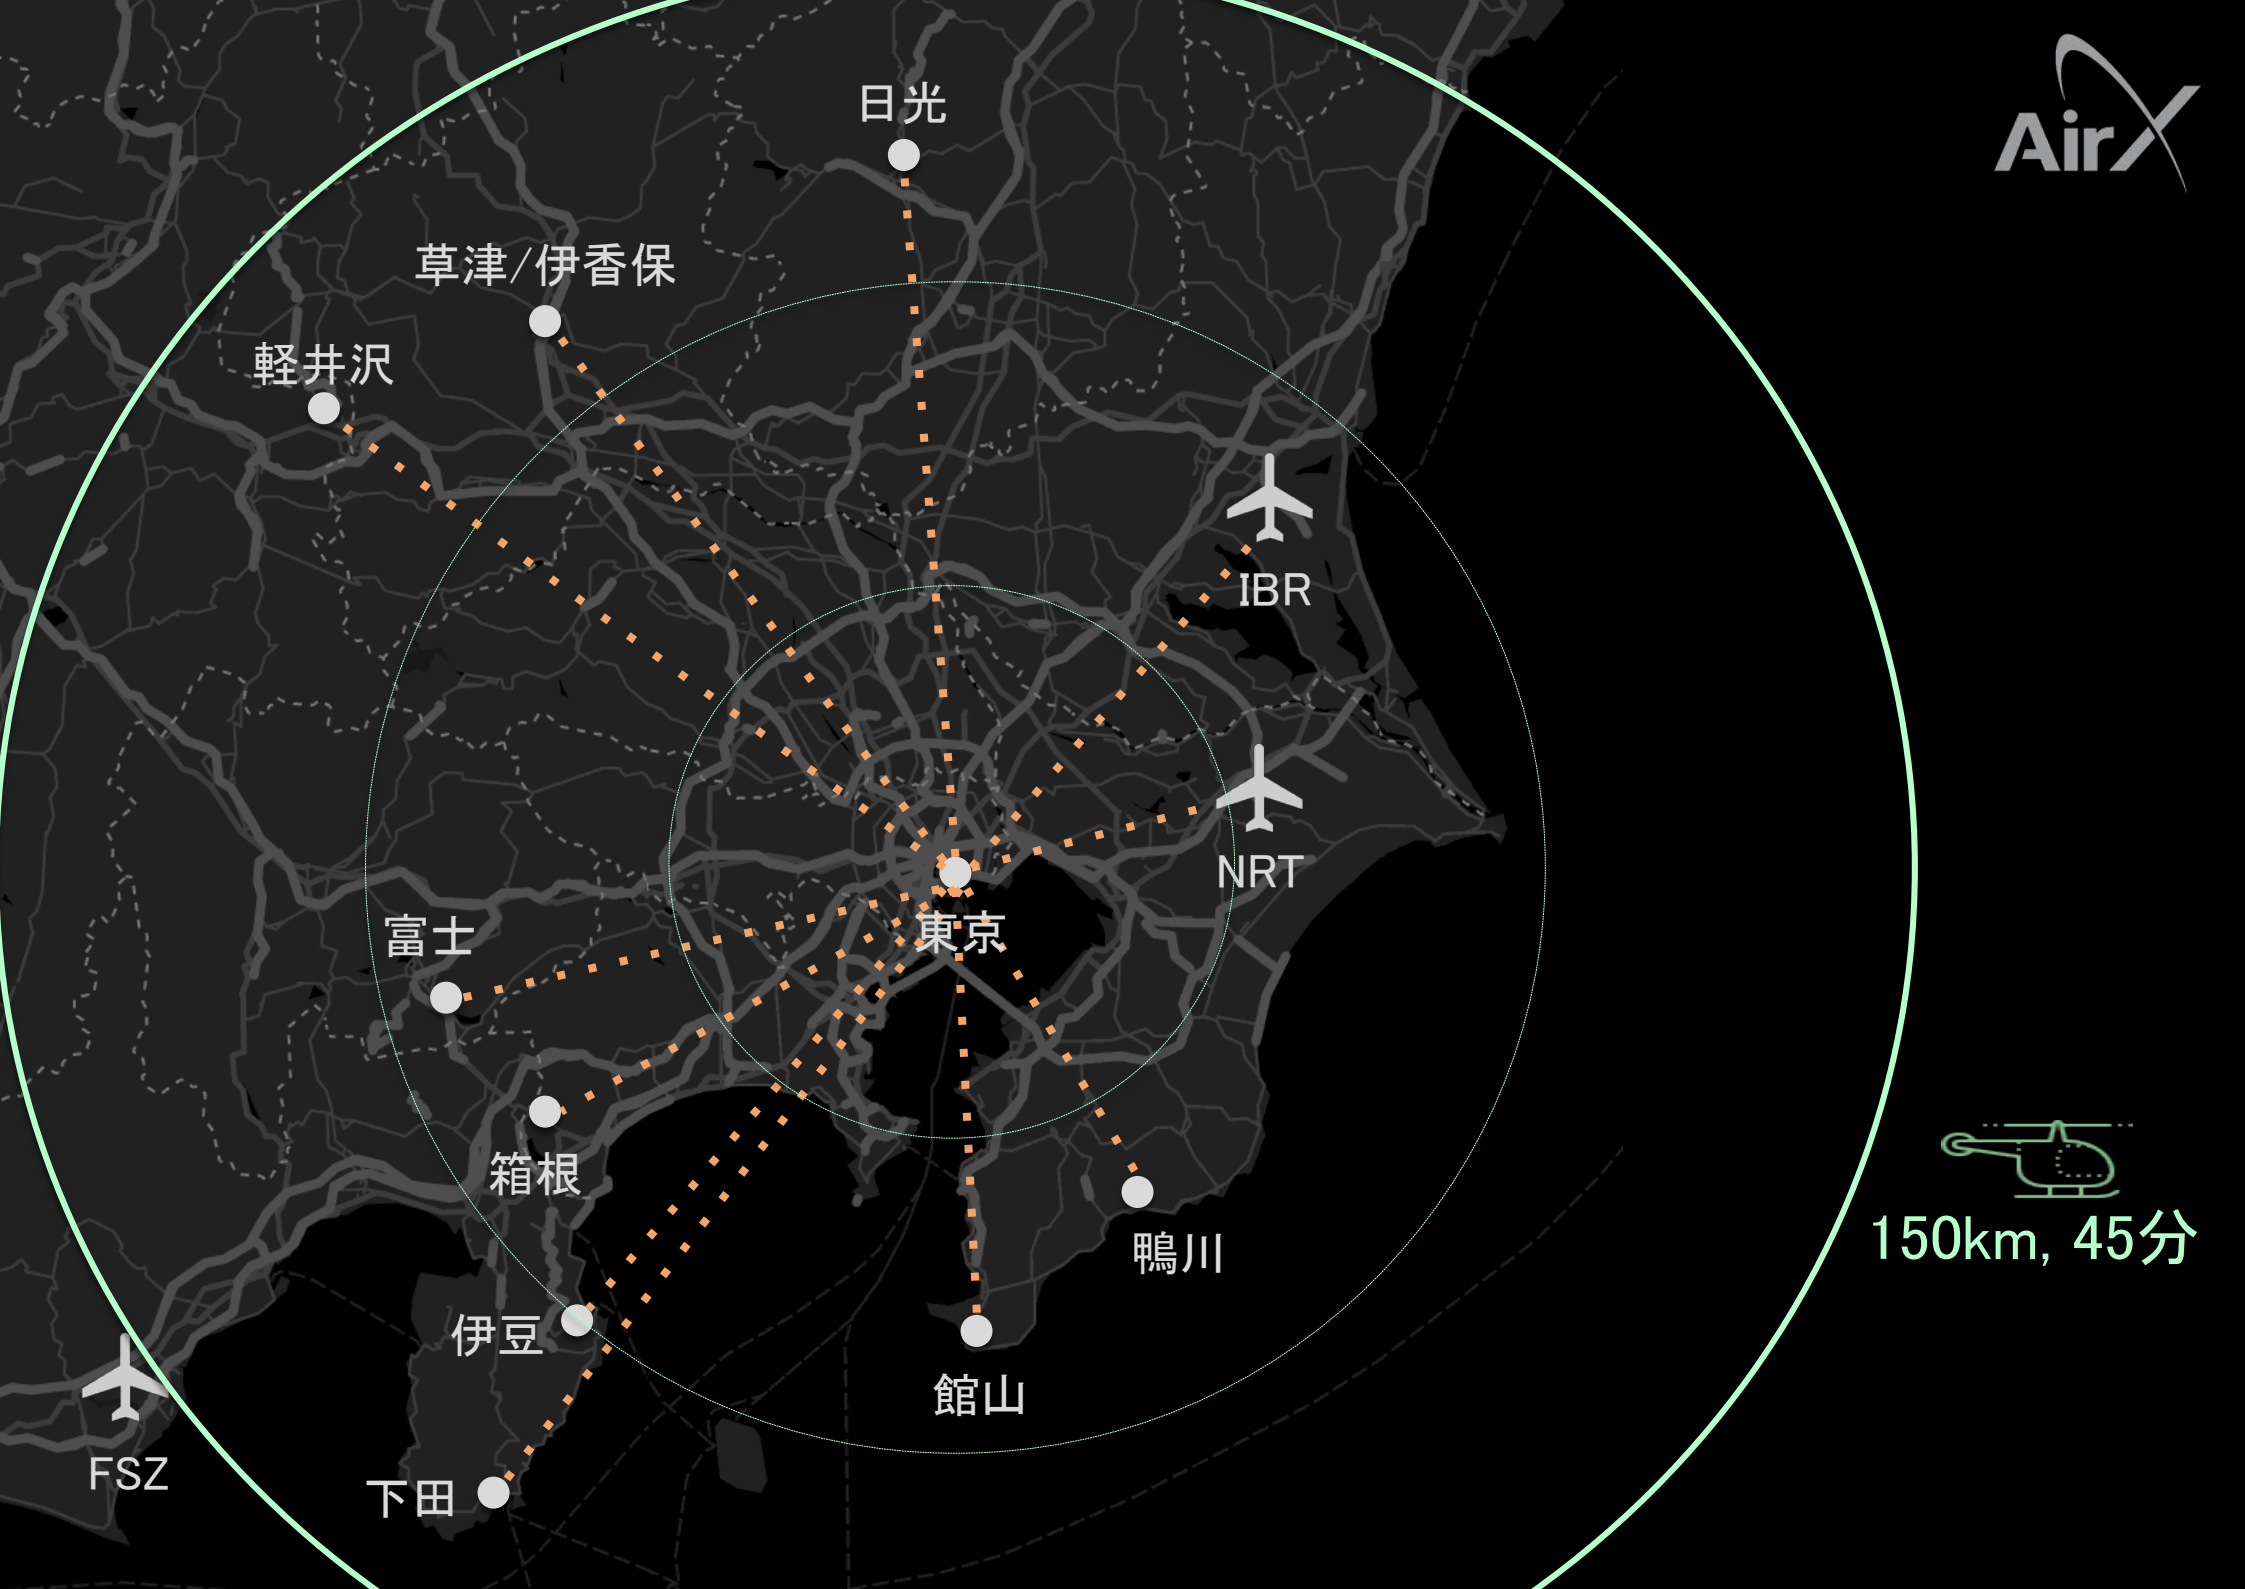 AirX
日光
草津/伊香保
軽井沢
IBR
NRT
東京
富士
箱根
鴨川
150km, 45分
伊豆
館山
FSZ
下田